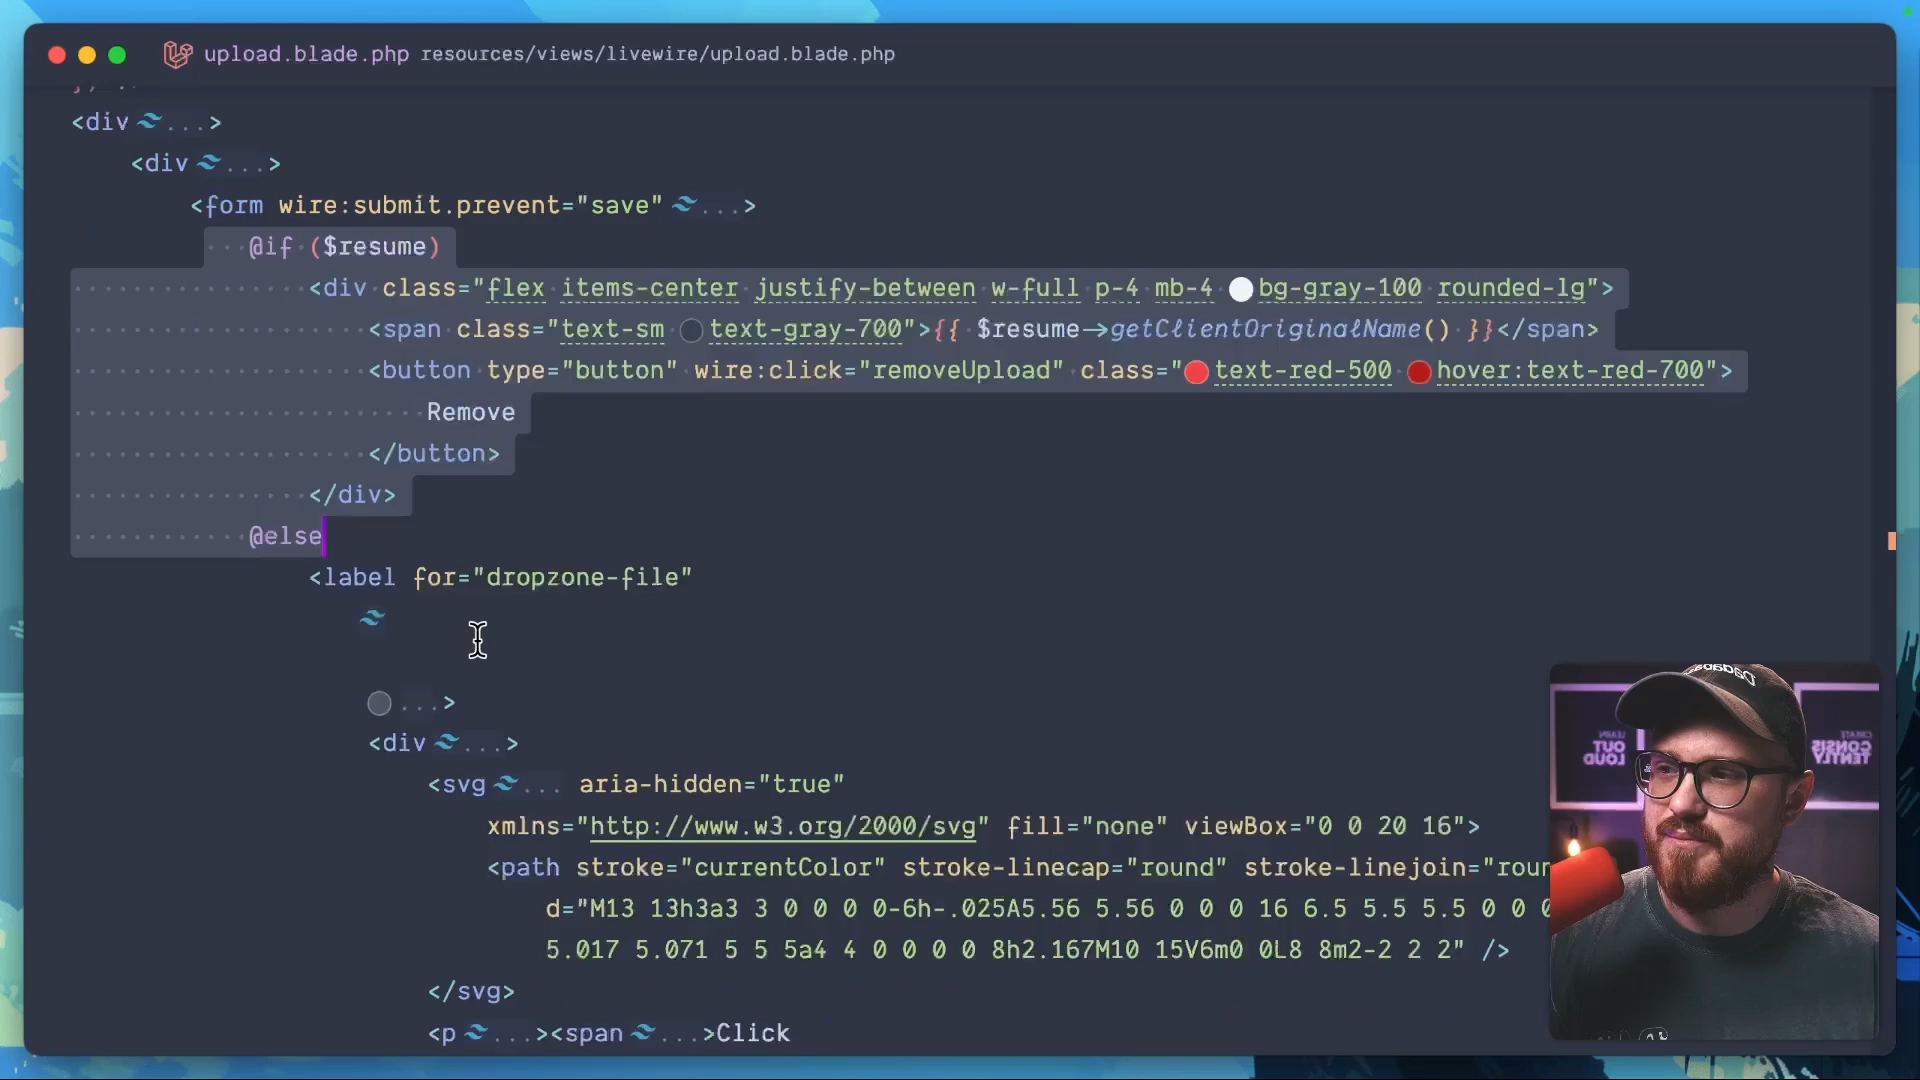 upload.blade.php resources/views/livewire/upload.blade.php
<div ...>
<div ...>
<form wire:submit.prevent="save" ...>
@if ($resume)
<div class="flex items-center justify-between w-full p-4 mb-4 bg-gray-100 rounded-lg">
<span class="text-sm text-gray-700">{{ $resume->getClientOriginalName() }}</span>
<button type="button" wire:click="removeUpload" class="text-red-500 hover:text-red-700">
Remove
</button>
</div>
@else
<label for="dropzone-file"
...>
<div ...>
<svg ... aria-hidden="true"
xmlns="http://www.w3.org/2000/svg" fill="none" viewBox="0 0 20 16">
<path stroke="currentColor" stroke-linecap="round" stroke-linejoin="roun
d="M13 13h3a3 3 0 0 0 0-6h-.025A5.56 5.56 0 0 0 16 6.5 5.5 5.5 0 0 0
5.017 5.071 5 5 5a4 4 0 0 0 0 8h2.167M10 15V6m0 0L8 8m2-2 2 2" />
</svg>
<p ...><span ...>Click
LEARN
OUT
LOUD
CREATE
CONSIS
TENTLY